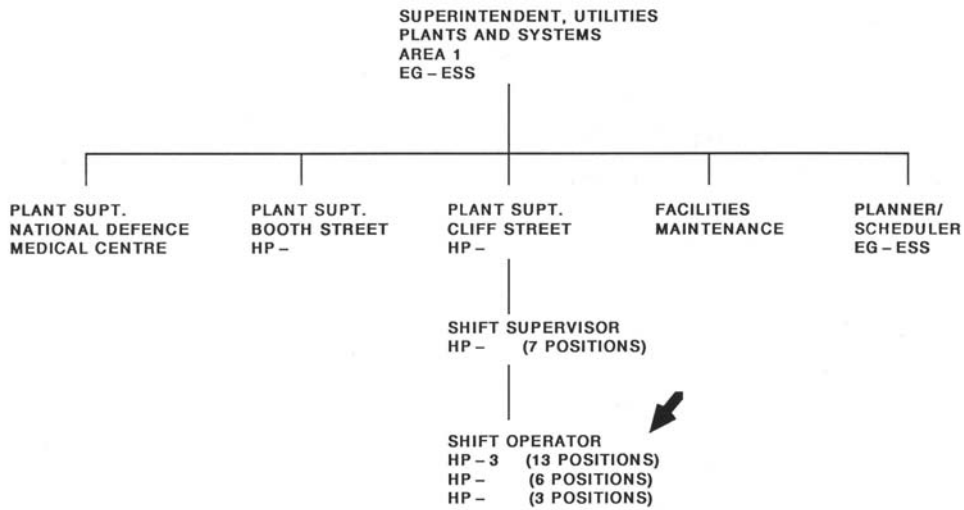 SUPERINTENDENT, UTILITIES
PLANTS AND SYSTEMS
AREA 1
EG – ESS
PLANT SUPT.
NATIONAL DEFENCE
MEDICAL CENTRE
PLANT SUPT.
BOOTH STREET
HP –
PLANT SUPT.
CLIFF STREET
HP –
FACILITIES
MAINTENANCE
PLANNER/
SCHEDULER
EG – ESS
SHIFT SUPERVISOR
HP – (7 POSITIONS)
SHIFT OPERATOR
HP – 3 (13 POSITIONS)
HP – (6 POSITIONS)
HP – (3 POSITIONS)